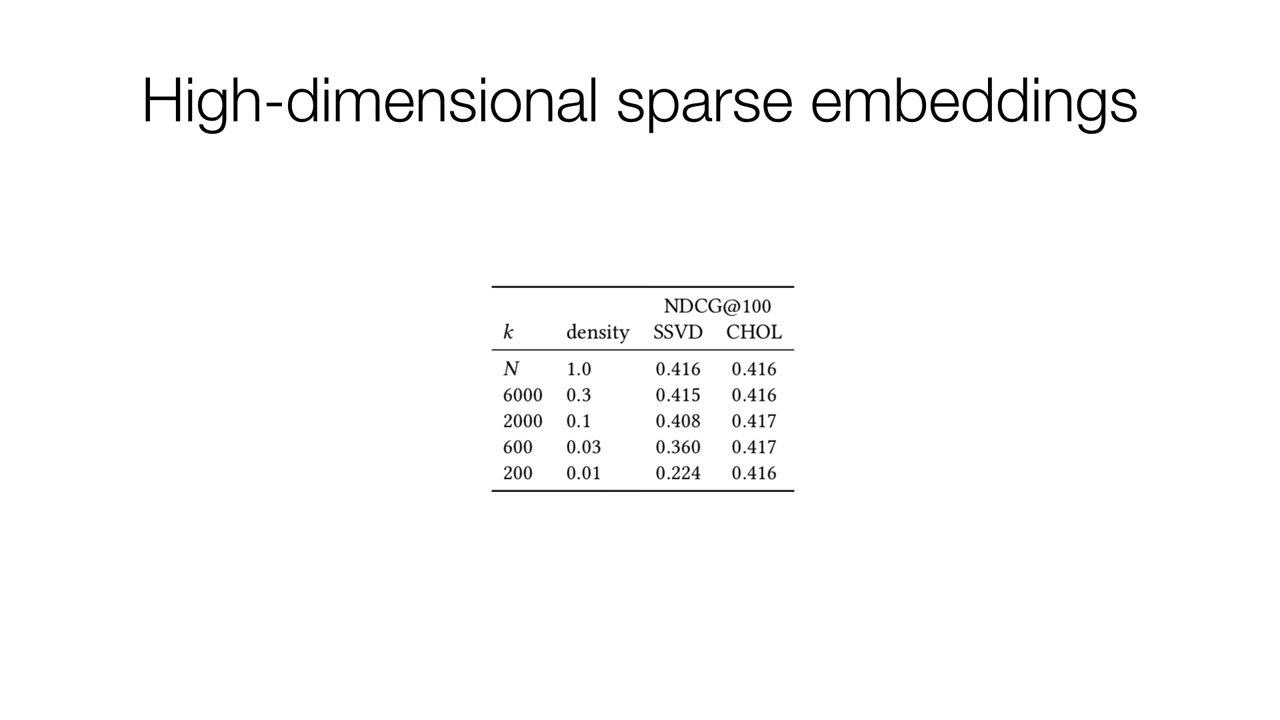 High-dimensional sparse embeddings
NDCG@100
k density SSVD CHOL
N 1.0 0.416 0.416
6000 0.3 0.415 0.416
2000 0.1 0.408 0.417
600 0.03 0.360 0.417
200 0.01 0.224 0.416